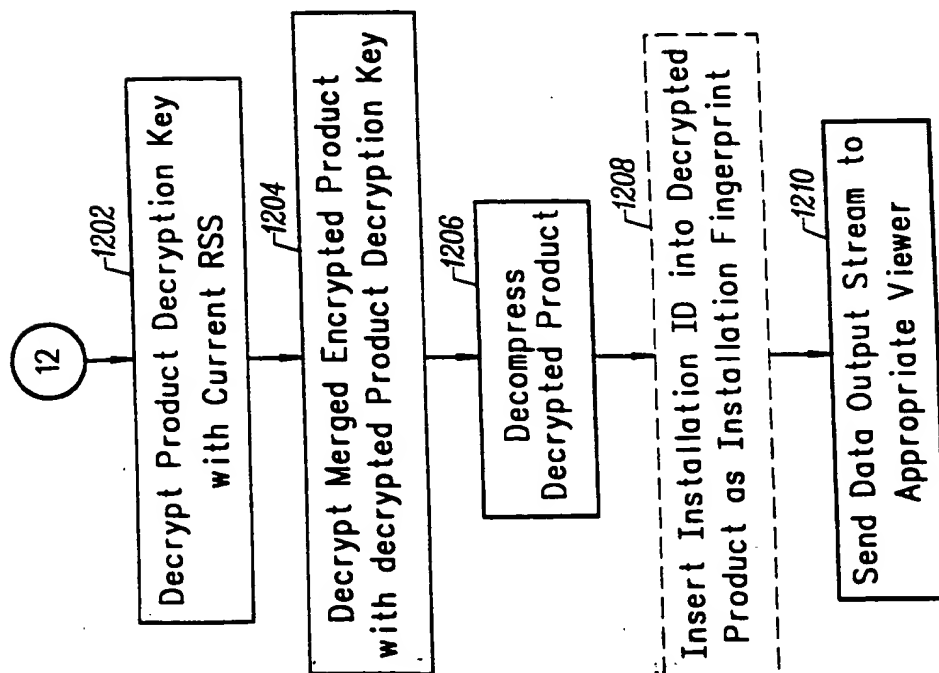 12
1202
Decrypt Product Decryption Key
with Current RSS
1204
Decrypt Merged Encrypted Product
with decrypted Product Decryption Key
1206
Decompress
Decrypted Product
1208
Insert Installation ID into Decrypted
Product as Installation Fingerprint
1210
Send Data Output Stream to
Appropriate Viewer